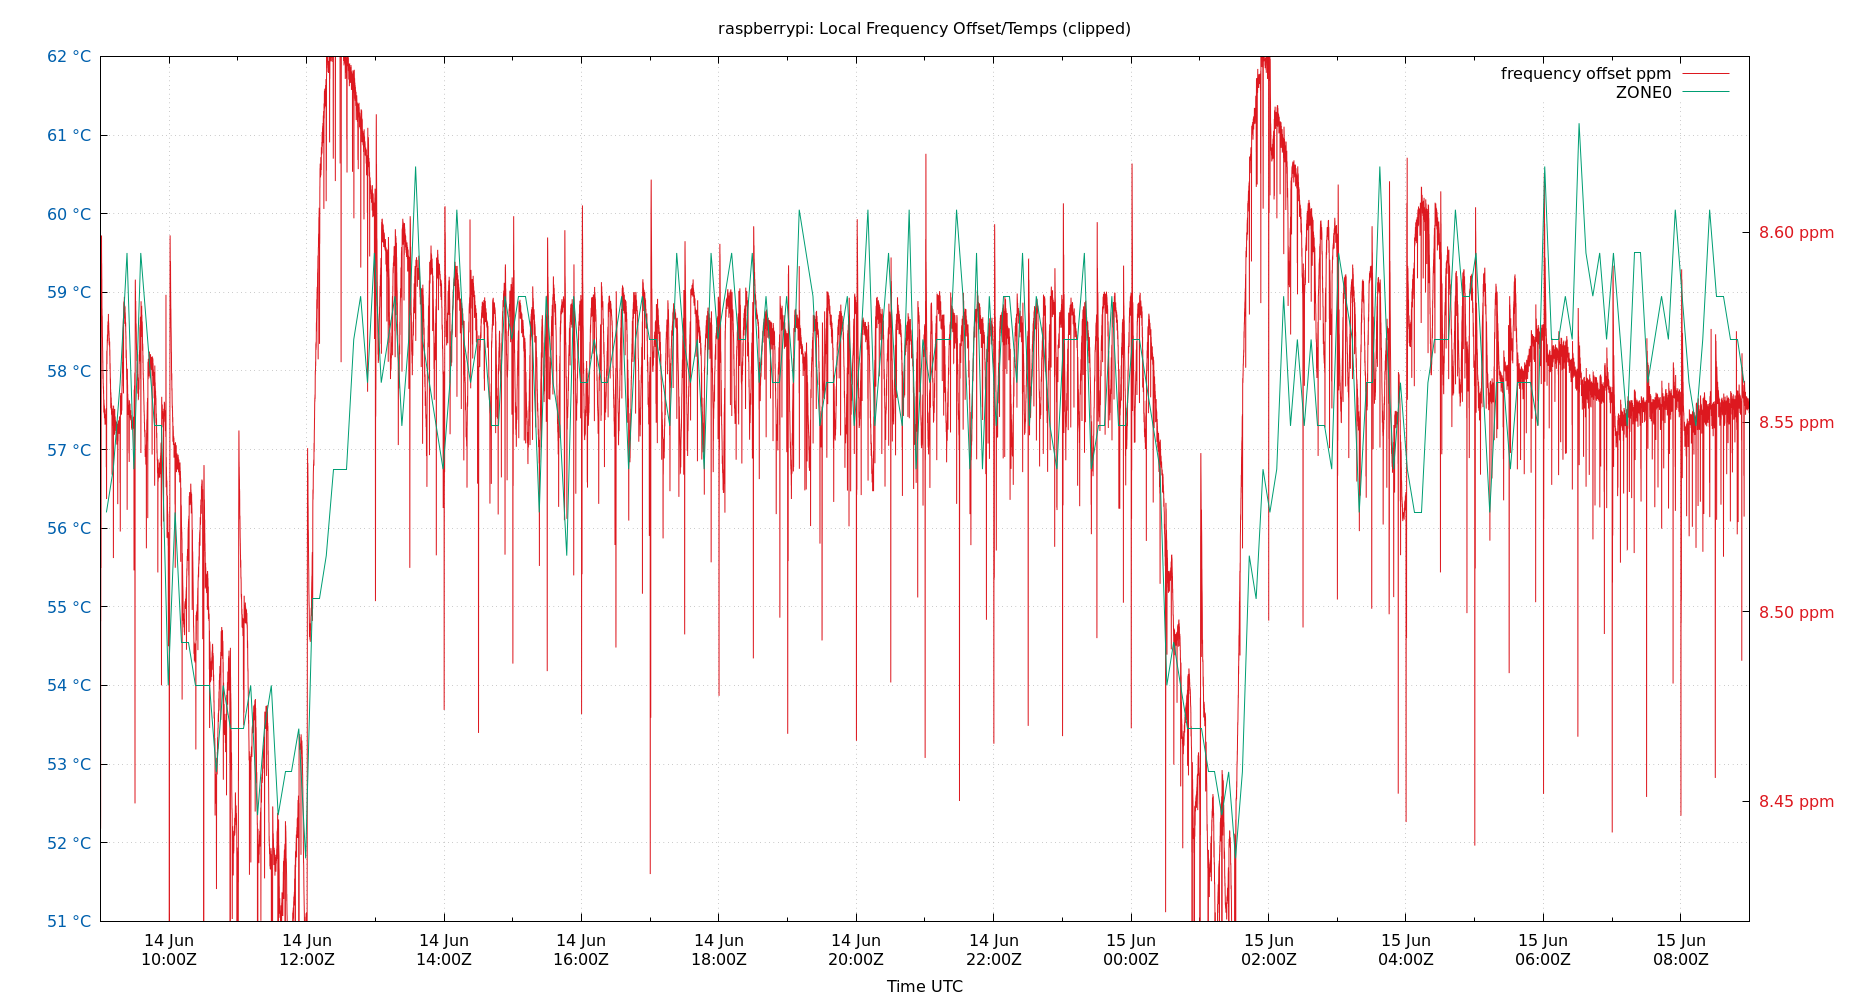 raspberrypi: Local Frequency Offset/Temps (clipped)
frequency offset ppm
ZONE0
62 °C
61 °C
60 °C
59 °C
58 °C
57 °C
56 °C
55 °C
54 °C
53 °C
52 °C
51 °C
8.60 ppm
8.55 ppm
8.50 ppm
8.45 ppm
14 Jun 14 Jun 14 Jun 14 Jun 14 Jun 14 Jun 14 Jun 15 Jun 15 Jun 15 Jun 15 Jun 15 Jun
10:00Z 12:00Z 14:00Z 16:00Z 18:00Z 20:00Z 22:00Z 00:00Z 02:00Z 04:00Z 06:00Z 08:00Z
Time UTC